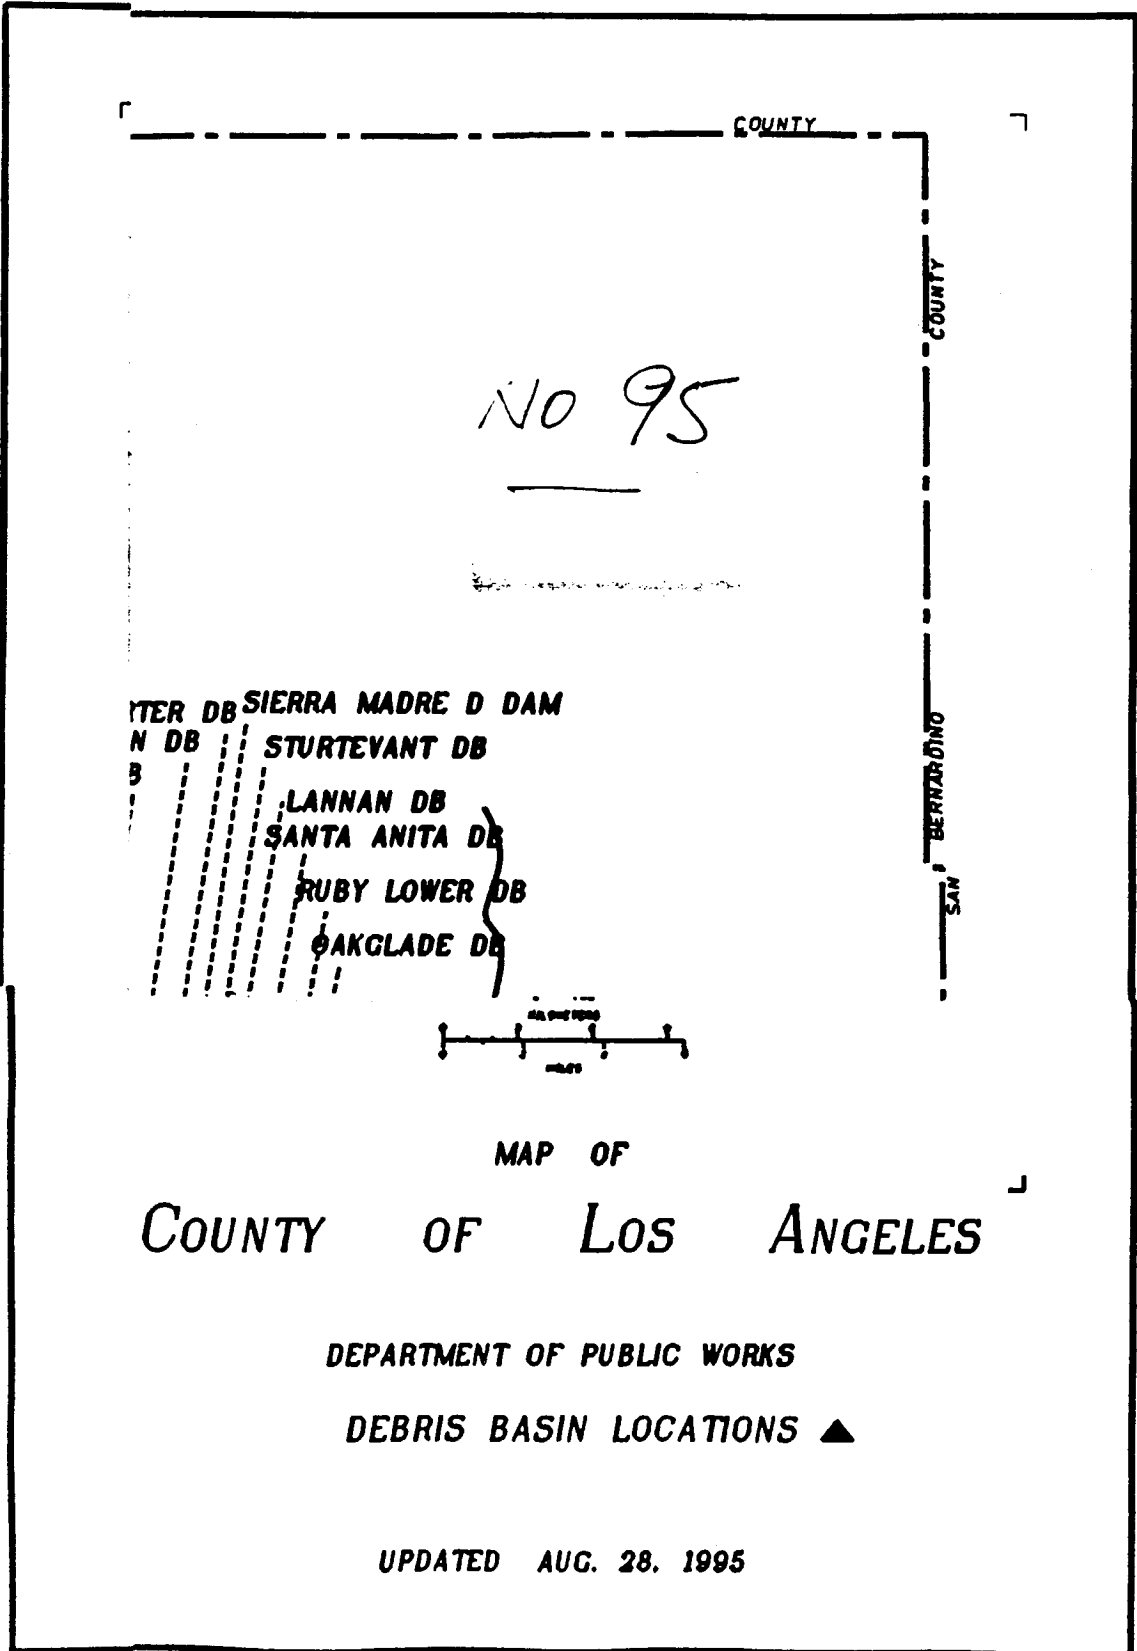 COUNTY
COUNTY
NO 95
SIERRA MADRE D DAM
TER DB
N DB
STURTEVANT DB
B
LANNAN DB
SANTA ANITA DB
RUBY LOWER DB
OAKGLADE DB
SAN BERNARDINO
KILOMETERS
MILES
MAP OF
COUNTY OF LOS ANGELES
DEPARTMENT OF PUBLIC WORKS
DEBRIS BASIN LOCATIONS
UPDATED AUG. 28. 1995